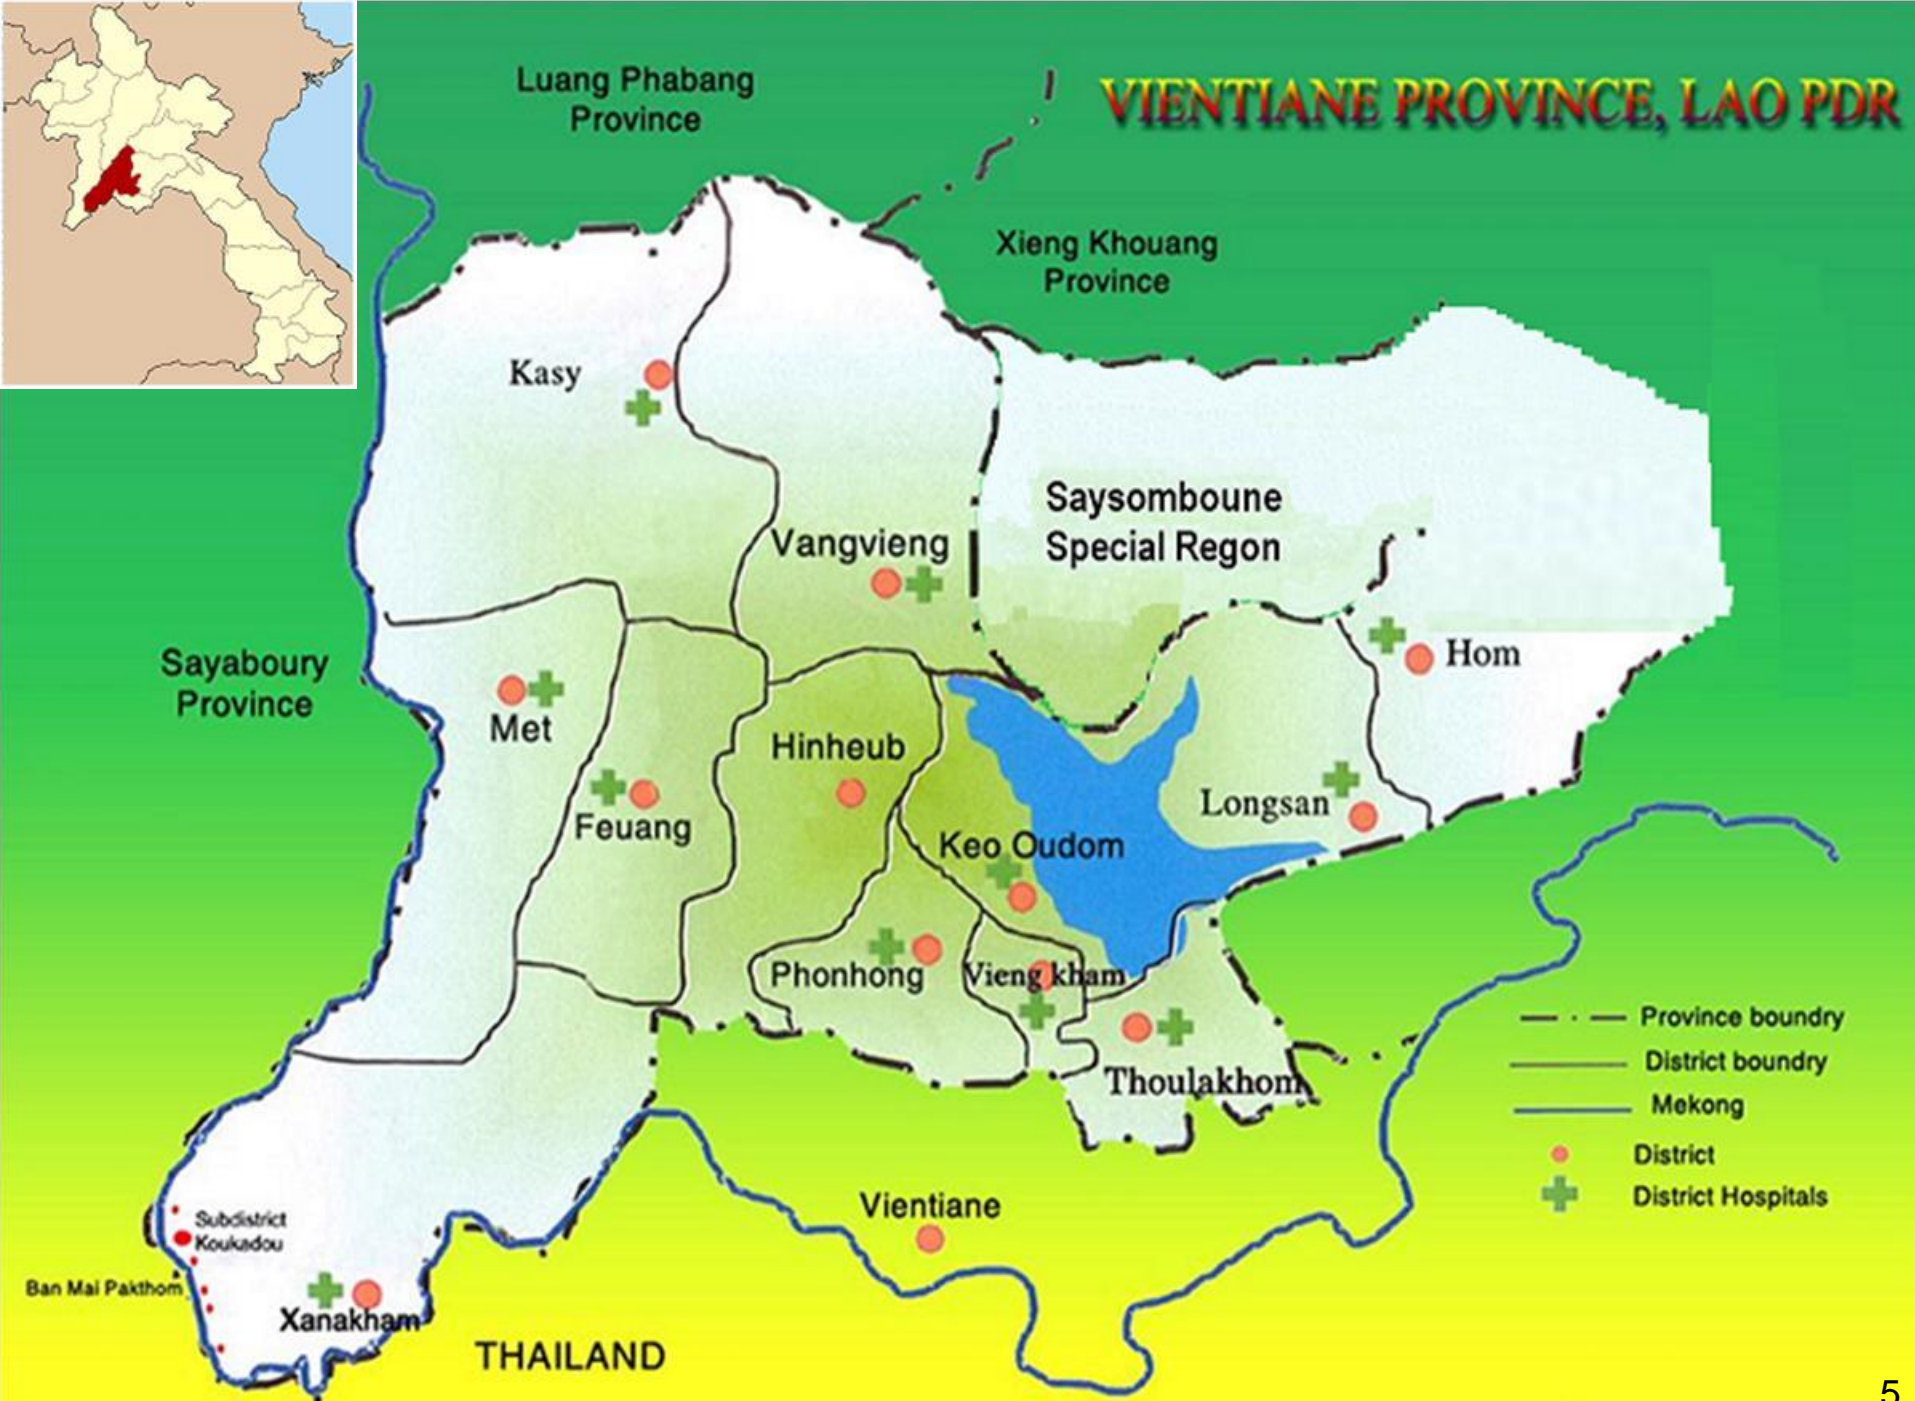 Luang Phabang
Province
VIENTIANE PROVINCE, LAO PDR
Xieng Khouang
Province
Kasy
Saysomboune
Special Regon
Vangvieng
Hom
Sayaboury
Province
Met
Hinheub
Longsan
Feuang
Keo Oudom
Phonhong
Vieng kham
Thoulakhom
Province boundry
District boundry
Mekong
District
District Hospitals
Vientiane
Subdistrict
Koukadou
Ban Mai Pakthom
Xanakham
THAILAND
5